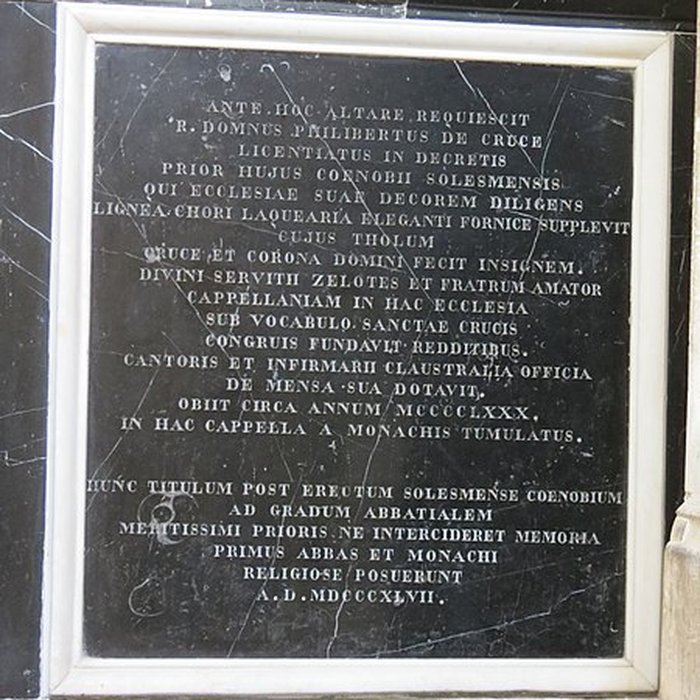 ANTE HOC ALTARE REQUIESCIT
R. DOMNUS PHILIBERTUS DE CRUCE
LICENTIATUS IN DECRETIS
PRIOR HUJUS COENOBII SOLESMENSIS
QUI ECCLESIAE SUAE DECOREM DILIGENS
LIGNEA CHORI LAQUEARIA ELEGANTI FORNICE SUPPLEVIT
CUJUS THOLUM
CRUCE ET CORONA DOMINI FECIT INSIGNEM.
DIVINI SERVITII ZELOTES ET FRATRUM AMATOR
CAPPELLANIAM IN HAC ECCLESIA
SUB VOCABULO SANCTAE CRUCIS
CONGRUIS FUNDAVIT REDDITIBUS.
CANTORIS ET INFIRMARII CLAUSTRALIA OFFICIA
DE MENSA SUA DOTAVIT.
OBIIT CIRCA ANNUM MCCCCLXXX.
IN HAC CAPPELLA A MONACHIS TUMULATUS.
HUNC TITULUM POST ERECTUM SOLESMENSE COENOBIUM
AD GRADUM ABBATIALEM
MERITISSIMI PRIORIS NE INTERCIDERET MEMORIA
PRIMUS ABBAS ET MONACHI
RELIGIOSE POSUERUNT
A. D. MDCCCXLVII.